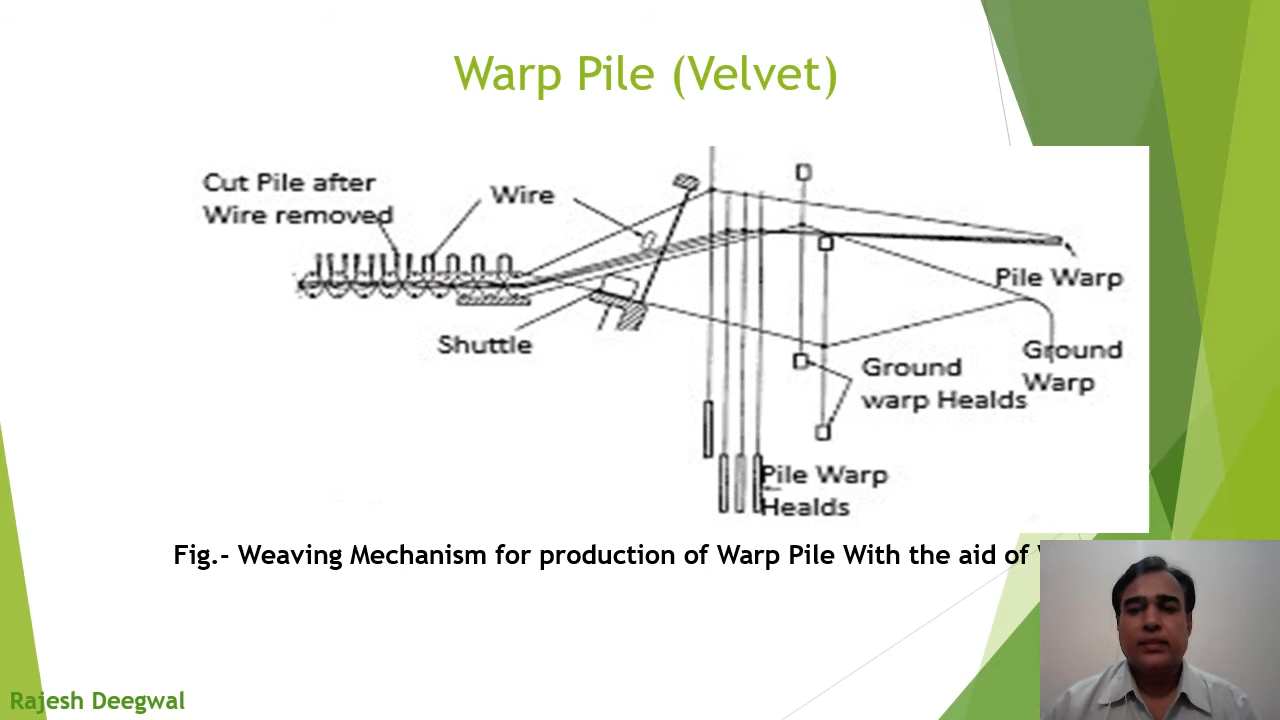 Warp Pile (Velvet)
Cut Pile after
Wire removed
Wire
Pile Warp
Shuttle
Ground
Warp
Ground
warp Healds
Pile Warp
Healds
Fig.- Weaving Mechanism for production of Warp Pile With the aid of
Rajesh Deegwal